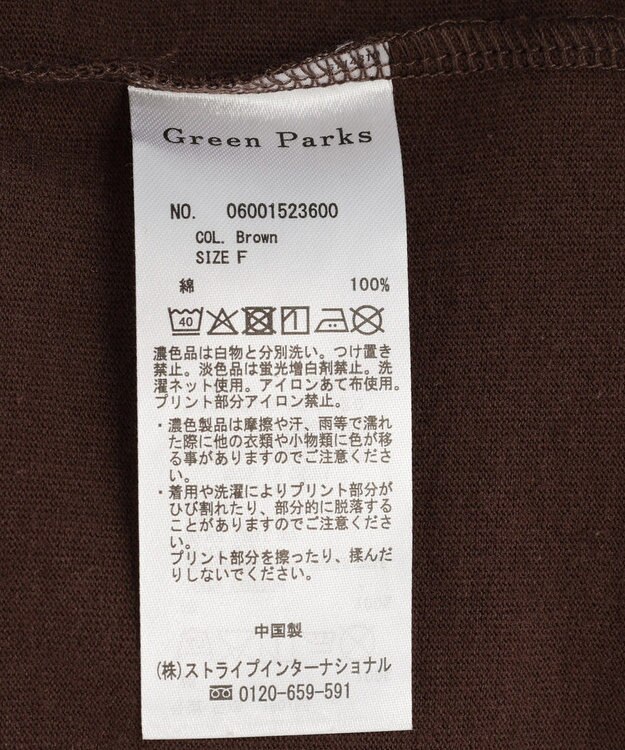 Green Parks
NO. 06001523600
COL. Brown
SIZE F
綿 100%
40
濃色品は白物と分別洗い。つけ置き
禁止。淡色品は蛍光増白剤禁止。洗
濯ネット使用。アイロンあて布使用。
プリント部分アイロン禁止。
・濃色製品は摩擦や汗、雨等で濡れ
た際に他の衣類や小物類に色が移
る事がありますのでご注意くださ
い。
・着用や洗濯によりプリント部分が
ひび割れたり、部分的に脱落する
ことがありますのでご注意くださ
い。
プリント部分を擦ったり、揉んだ
りしないでください。
中国製
(株)ストライプインターナショナル
0120-659-591